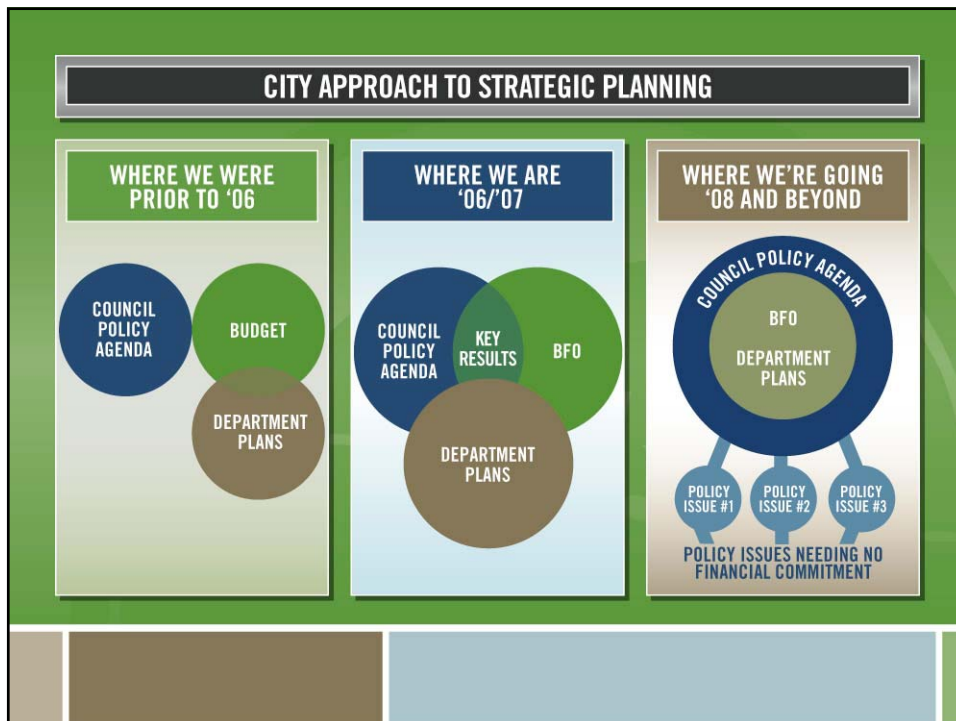 CITY APPROACH TO STRATEGIC PLANNING
WHERE WE WERE
PRIOR TO ‘06
COUNCIL
POLICY
AGENDA
BUDGET
DEPARTMENT
PLANS
WHERE WE ARE
‘06/’07
COUNCIL
POLICY
AGENDA
KEY
RESULTS
BFO
DEPARTMENT
PLANS
WHERE WE’RE GOING
‘08 AND BEYOND
COUNCIL POLICY AGENDA
BFO
DEPARTMENT
PLANS
POLICY
ISSUE #1
POLICY
ISSUE #2
POLICY
ISSUE #3
POLICY ISSUES NEEDING NO
FINANCIAL COMMITMENT